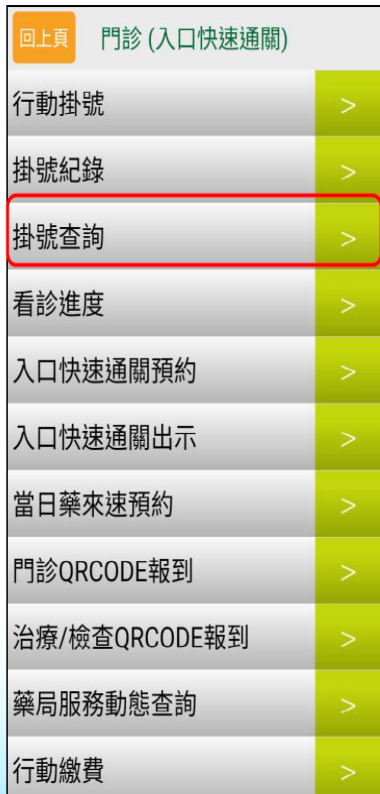 回上頁 門診 (入口快速通關)
行動掛號 >
掛號紀錄 >
掛號查詢 >
看診進度 >
入口快速通關預約 >
入口快速通關出示 >
當日藥來速預約 >
門診QRCODE報到 >
治療/檢查QRCODE報到 >
藥局服務動態查詢 >
行動繳費 >